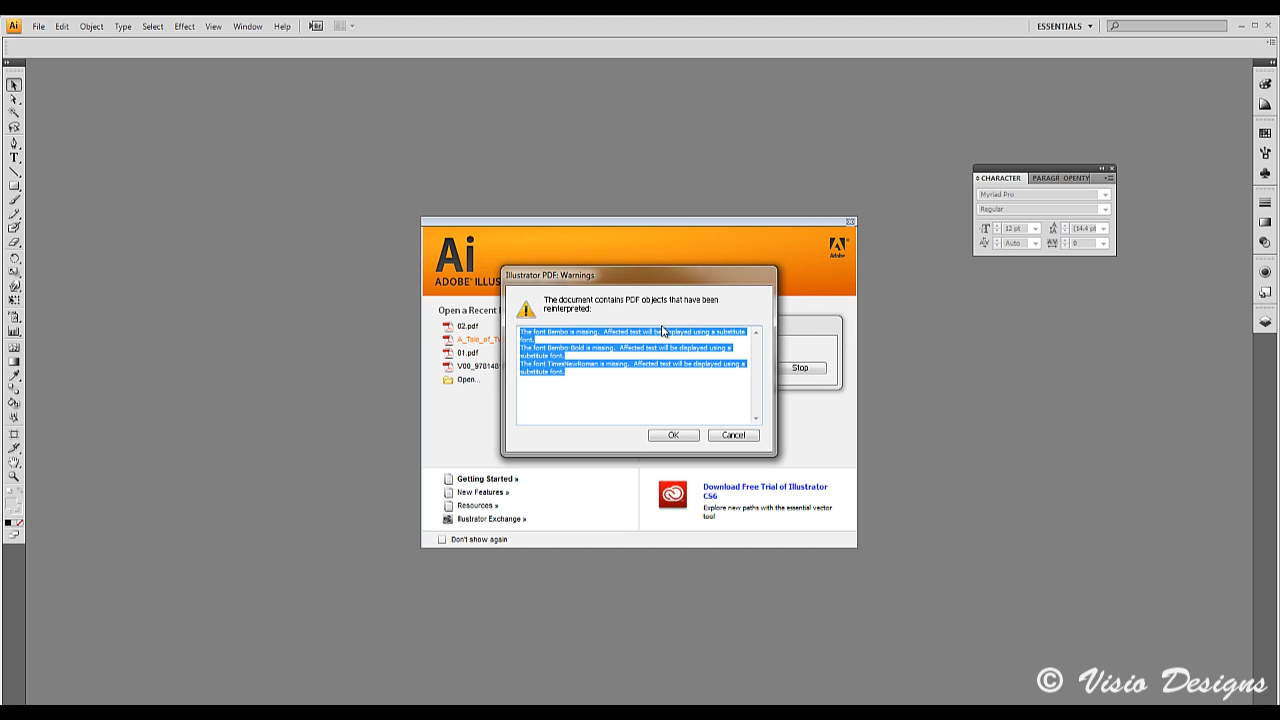 Ai File Edit Object Type Select Effect View Window Help Br ESSENTIALS
CHARACTER PARAGR OPENTY
Myriad Pro
Regular
12 pt (14.4 pt
Auto 0
Ai
Adobe
ADOBE® ILLUS
Illustrator PDF: Warnings
The document contains PDF objects that have been
reinterpreted:
The font Bembo is missing. Affected text will be displayed using a substitute
font.
The font Bembo-Bold is missing. Affected text will be displayed using a
substitute font.
The font TimesNewRoman is missing. Affected text will be displayed using a
substitute font.
OK Cancel
Open a Recent
02.pdf
A_Tale_of_Tw
01.pdf
V00_9781481
Open...
Stop
Getting Started »
New Features »
Resources »
Illustrator Exchange »
Download Free Trial of Illustrator
CS6
Explore new paths with the essential vector
tool
Don't show again
© Visio Designs